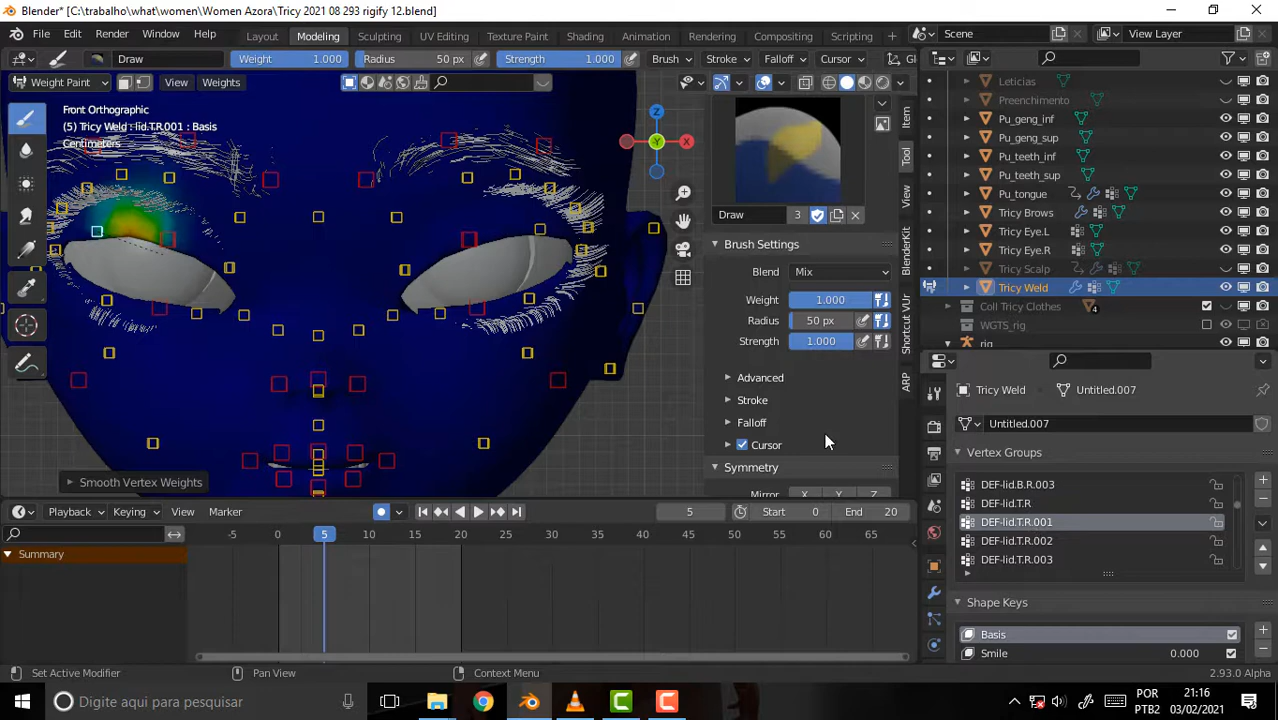 Blender* [C:\trabalho\what\women\Women Azora\Tricy 2021 08 293 rigify 12.blend]
File Edit Render Window Help Layout Modeling Sculpting UV Editing Texture Paint Shading Animation Rendering Compositing Scripting Scene View Layer
Draw Weight 1.000 Radius 50 px Strength 1.000 Brush Stroke Falloff Cursor Gl
Weight Paint View Weights
Front Orthographic
(5) Tricy Weld : lid.T.R.001 : Basis
Centimeters
Z
X
Y
Smooth Vertex Weights
Item
Tool
View
BlenderKit
Shortcut VUr
ARP
Draw 3
Brush Settings
Blend Mix
Weight 1.000
Radius 50 px
Strength 1.000
Advanced
Stroke
Falloff
Cursor
Symmetry
Mirror X Y Z
Leticias
Preenchimento
Pu_geng_inf
Pu_geng_sup
Pu_teeth_inf
Pu_teeth_sup
Pu_tongue
Tricy Brows
Tricy Eye.L
Tricy Eye.R
Tricy Scalp
Tricy Weld
Coll Tricy Clothes 4
WGTS_rig
rig
Tricy Weld Untitled.007
Untitled.007
Vertex Groups
DEF-lid.B.R.003
DEF-lid.T.R
DEF-lid.T.R.001
DEF-lid.T.R.002
DEF-lid.T.R.003
Shape Keys
Basis
Smile 0.000
Playback Keying View Marker 5 Start 0 End 20
-5 0 5 10 15 20 25 30 35 40 45 50 55 60 65
Summary
Set Active Modifier Pan View Context Menu 2.93.0 Alpha
Digite aqui para pesquisar
POR
PTB2
21:16
03/02/2021